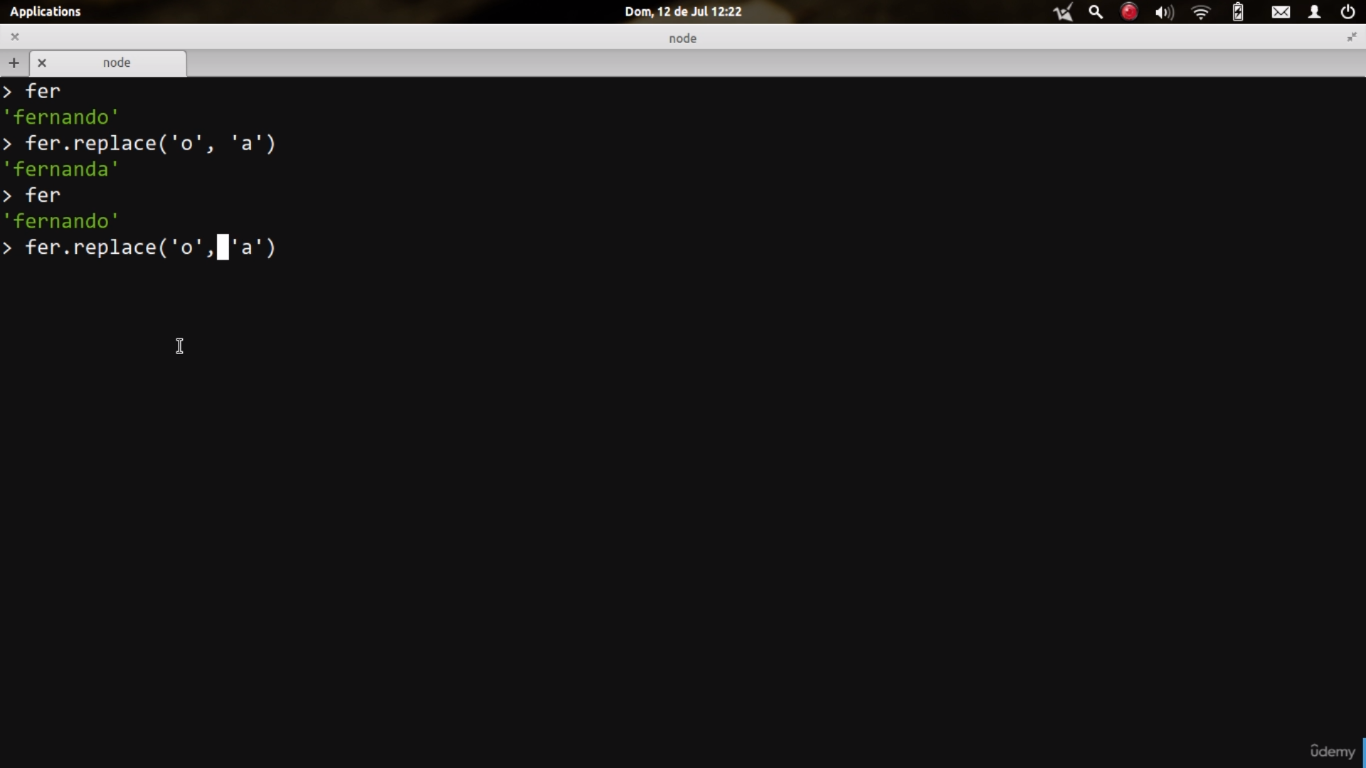 Applications
Dom, 12 de Jul 12:22
node
node
> fer
'fernando'
> fer.replace('o', 'a')
'fernanda'
> fer
'fernando'
> fer.replace('o', 'a')
ûdemy